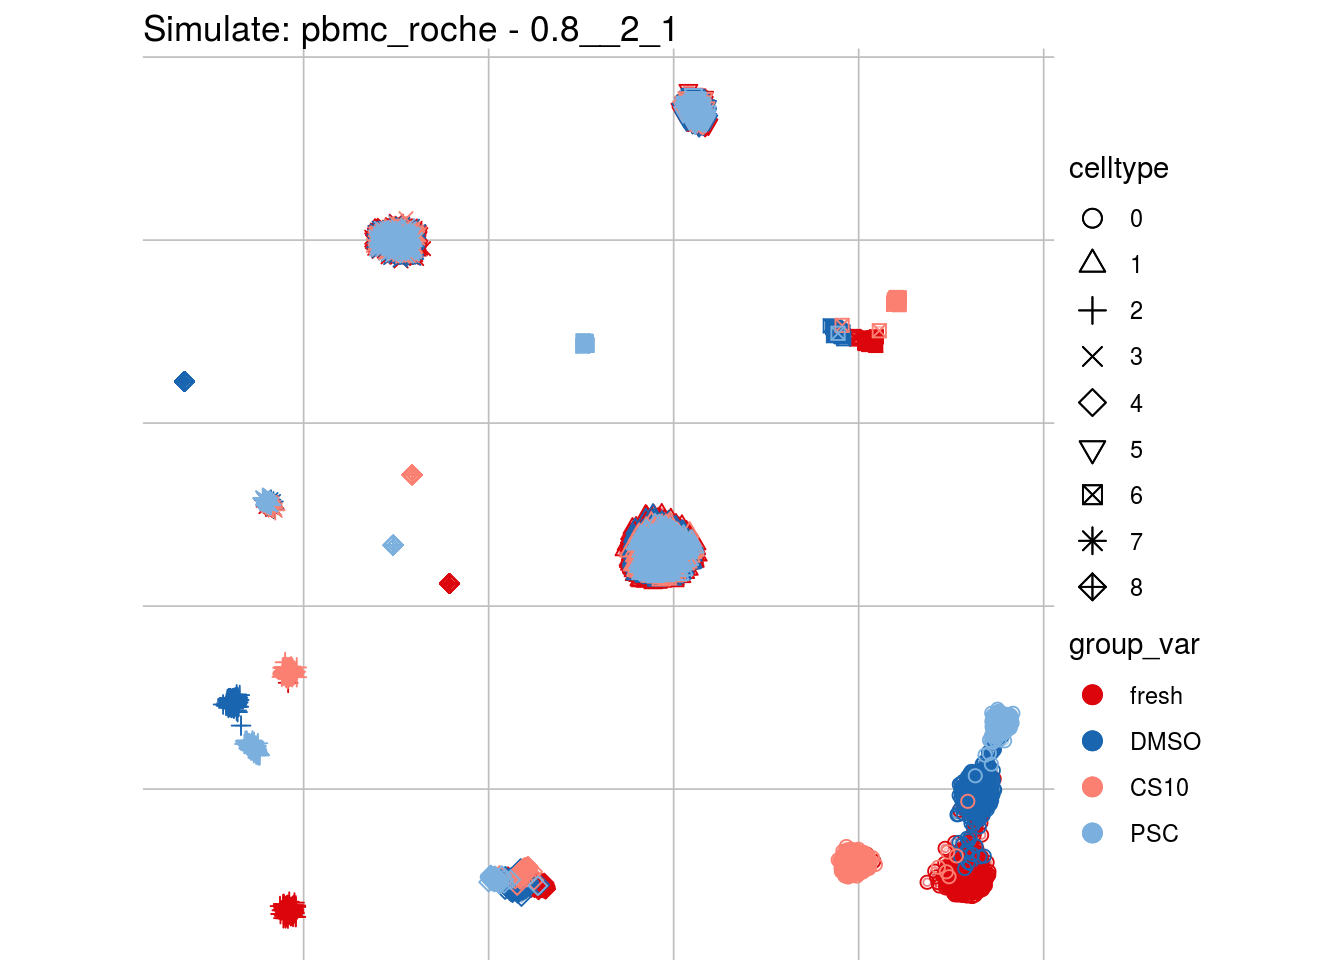 Simulate: pbmc_roche - 0.8__2_1
celltype
0
1
2
3
4
5
6
7
8
group_var
fresh
DMSO
CS10
PSC